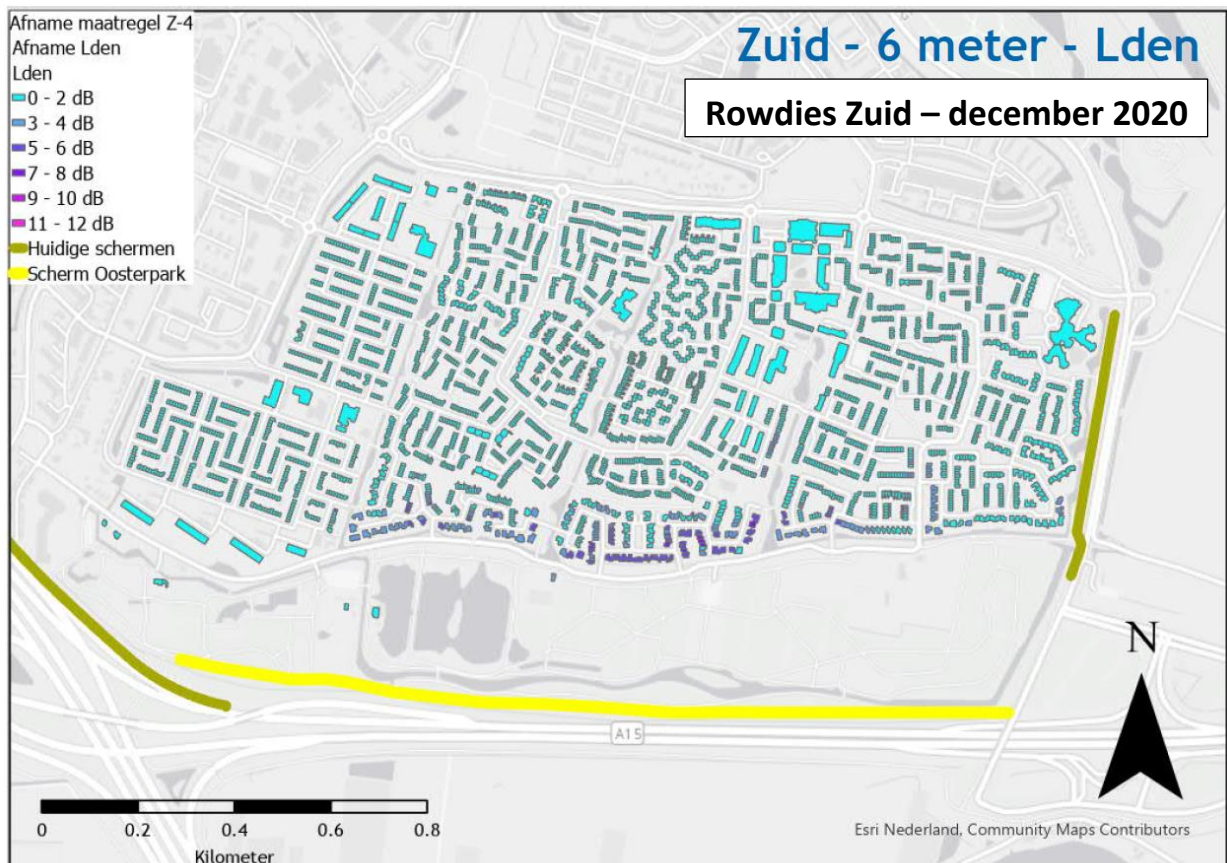 Afname maatregel Z-4
Afname Lden
Lden
0 - 2 dB
3 - 4 dB
5 - 6 dB
7 - 8 dB
9 - 10 dB
11 - 12 dB
Huidige schermen
Scherm Oosterpark
Zuid - 6 meter - Lden
Rowdies Zuid – december 2020
A15
N
0 0.2 0.4 0.6 0.8
Kilometer
Esri Nederland, Community Maps Contributors